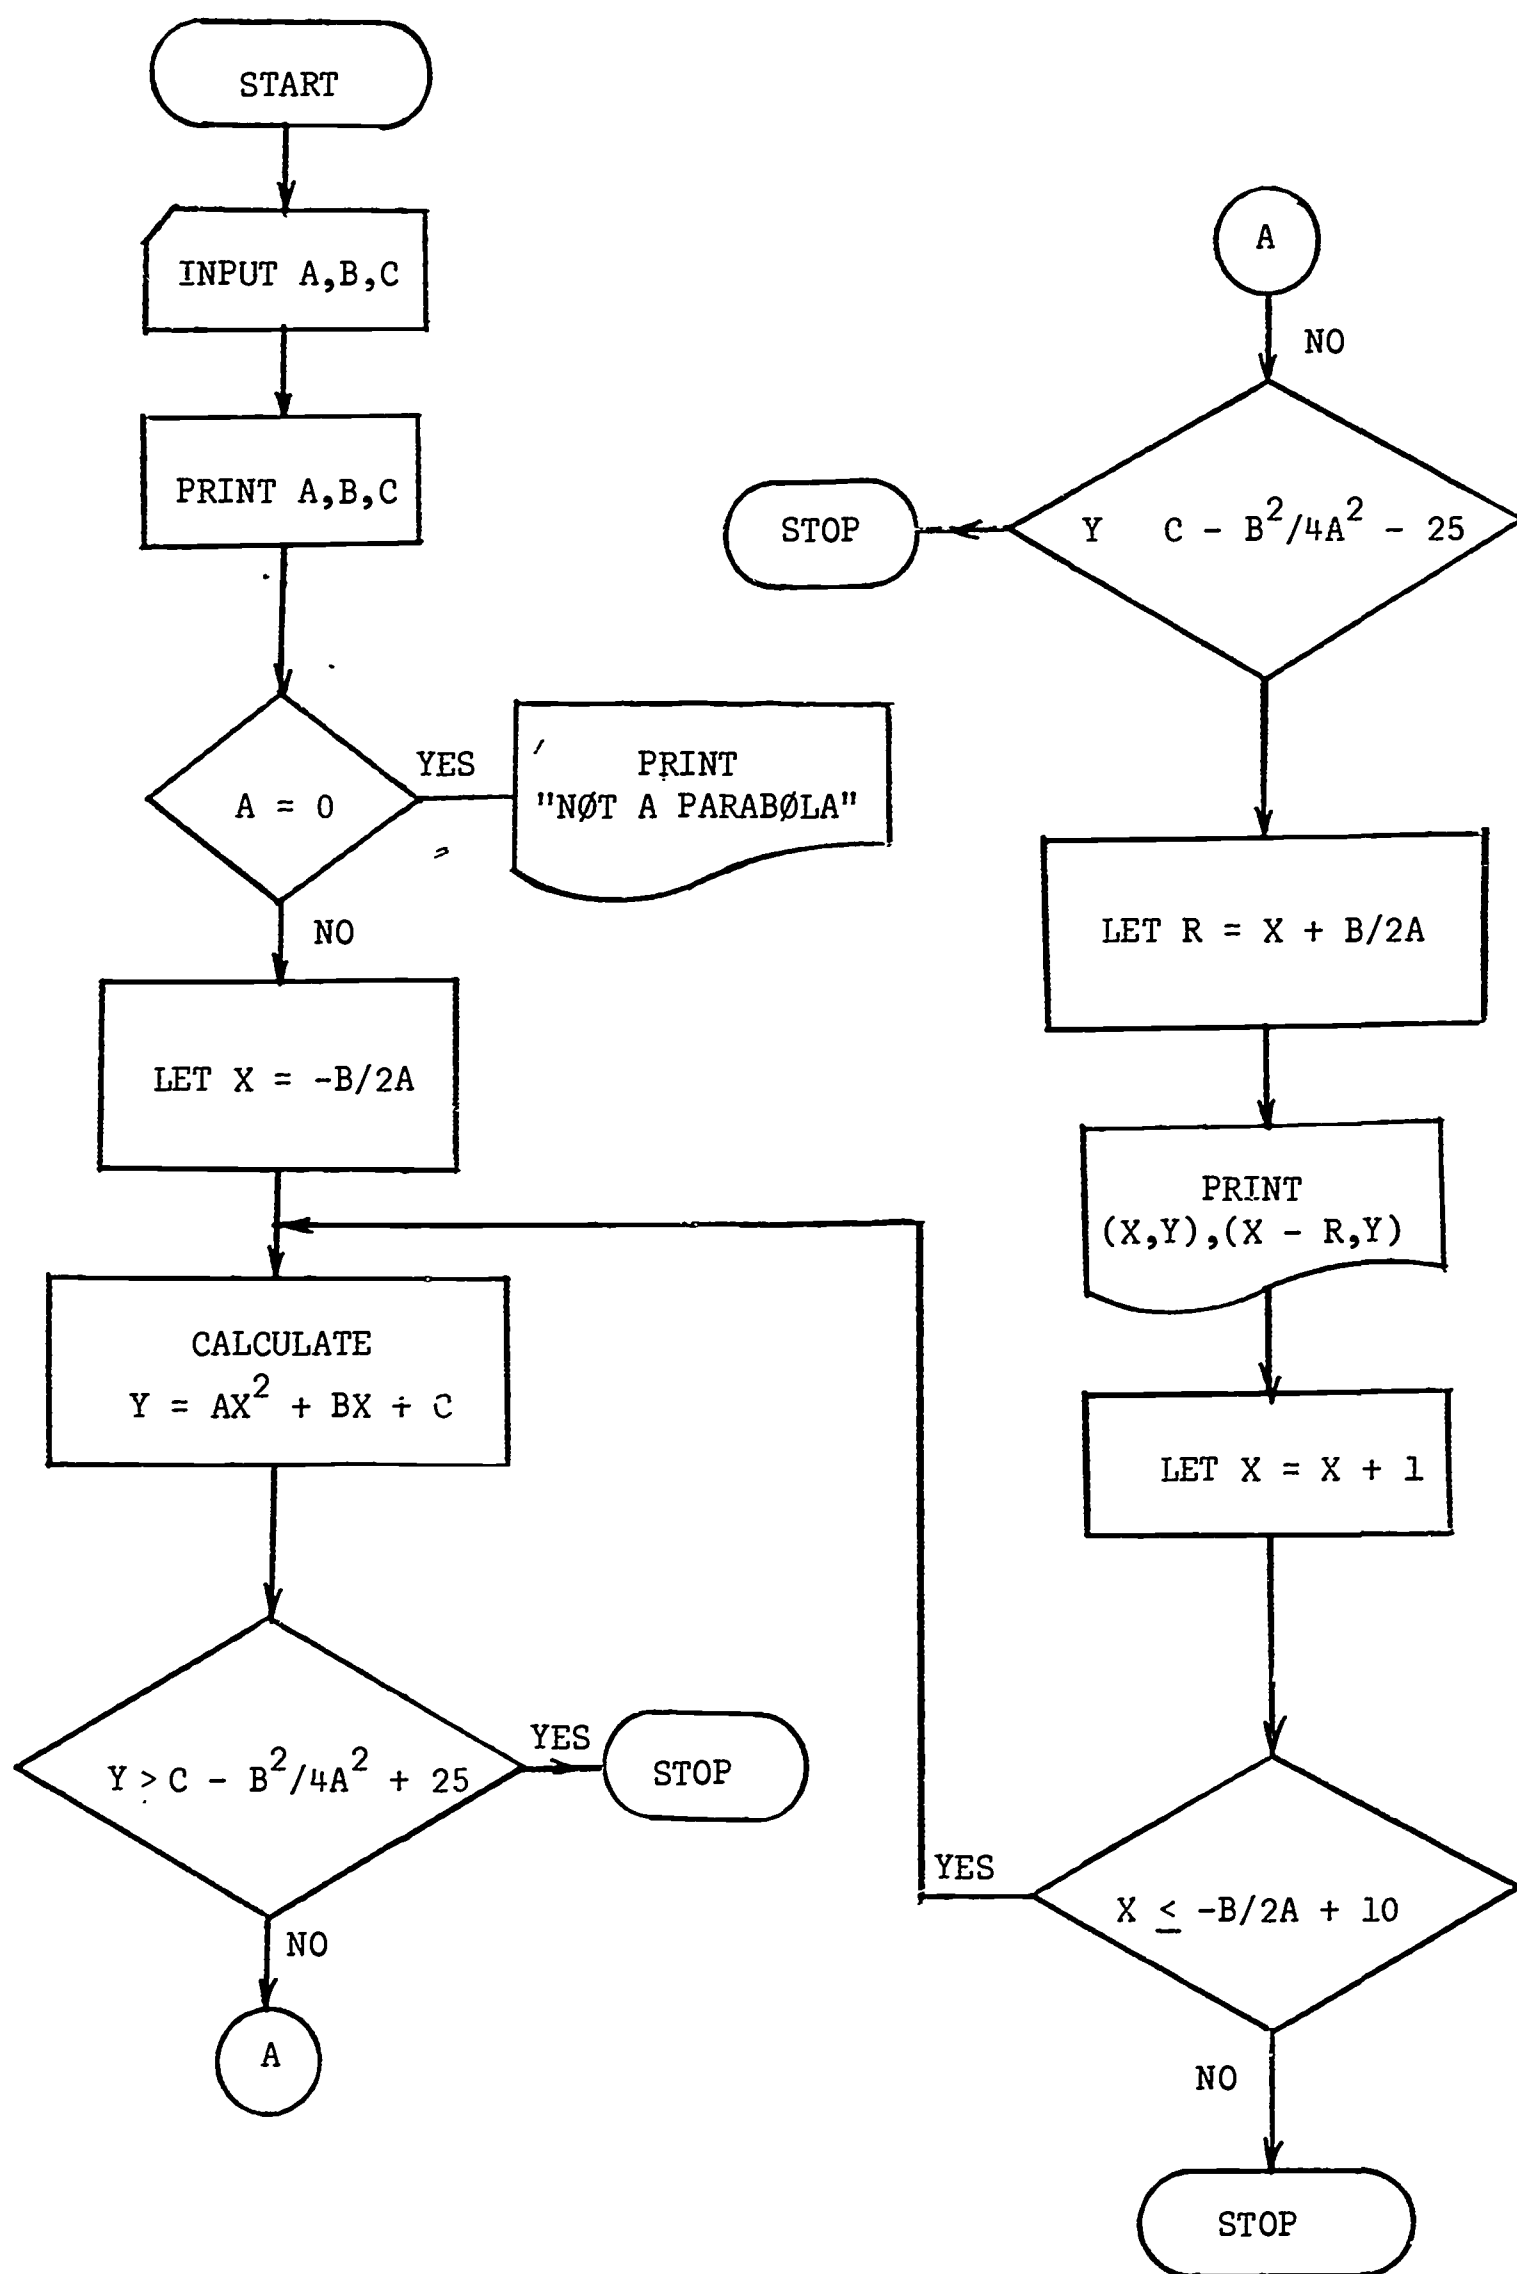 START
INPUT A,B,C
PRINT A,B,C
A = 0
YES
PRINT
"NØT A PARABØLA"
NO
LET X = -B/2A
CALCULATE
Y = AX² + BX + C
Y > C - B²/4A² + 25
YES
STOP
NO
A
A
NO
Y C - B²/4A² - 25
STOP
LET R = X + B/2A
PRINT
(X,Y),(X - R,Y)
LET X = X + 1
X ≤ -B/2A + 10
YES
NO
STOP